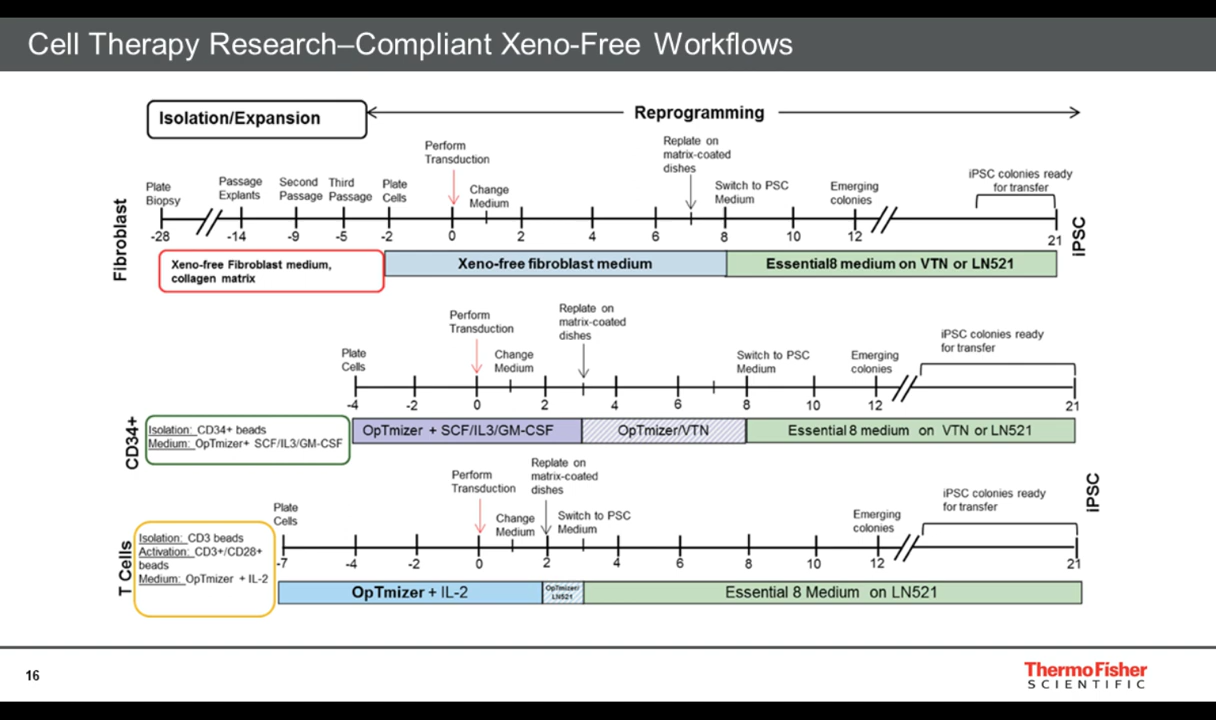 Cell Therapy Research–Compliant Xeno-Free Workflows
Isolation/Expansion
Reprogramming
Fibroblast
Plate
Biopsy
Passage
Explants
Second
Passage
Third
Passage
Plate
Cells
Perform
Transduction
Change
Medium
Replate on
matrix-coated
dishes
Switch to PSC
Medium
Emerging
colonies
iPSC colonies ready
for transfer
-28 -14 -9 -5 -2 0 2 4 6 8 10 12 21
iPSC
Xeno-free Fibroblast medium,
collagen matrix
Xeno-free fibroblast medium
Essential8 medium on VTN or LN521
CD34+
Plate
Cells
Perform
Transduction
Change
Medium
Replate on
matrix-coated
dishes
Switch to PSC
Medium
Emerging
colonies
iPSC colonies ready
for transfer
-4 -2 0 2 4 6 8 10 12 21
Isolation: CD34+ beads
Medium: OpTmizer+ SCF/IL3/GM-CSF
OpTmizer + SCF/IL3/GM-CSF
OpTmizer/VTN
Essential 8 medium on VTN or LN521
T Cells
Plate
Cells
Perform
Transduction
Change
Medium
Replate on
matrix-coated
dishes
Switch to PSC
Medium
Emerging
colonies
iPSC colonies ready
for transfer
iPSC
-7 -4 -2 0 2 4 6 8 10 12 21
Isolation: CD3 beads
Activation: CD3+/CD28+
beads
Medium: OpTmizer + IL-2
OpTmizer + IL-2
OpTmizer/
LN521
Essential 8 Medium on LN521
16
ThermoFisher
SCIENTIFIC